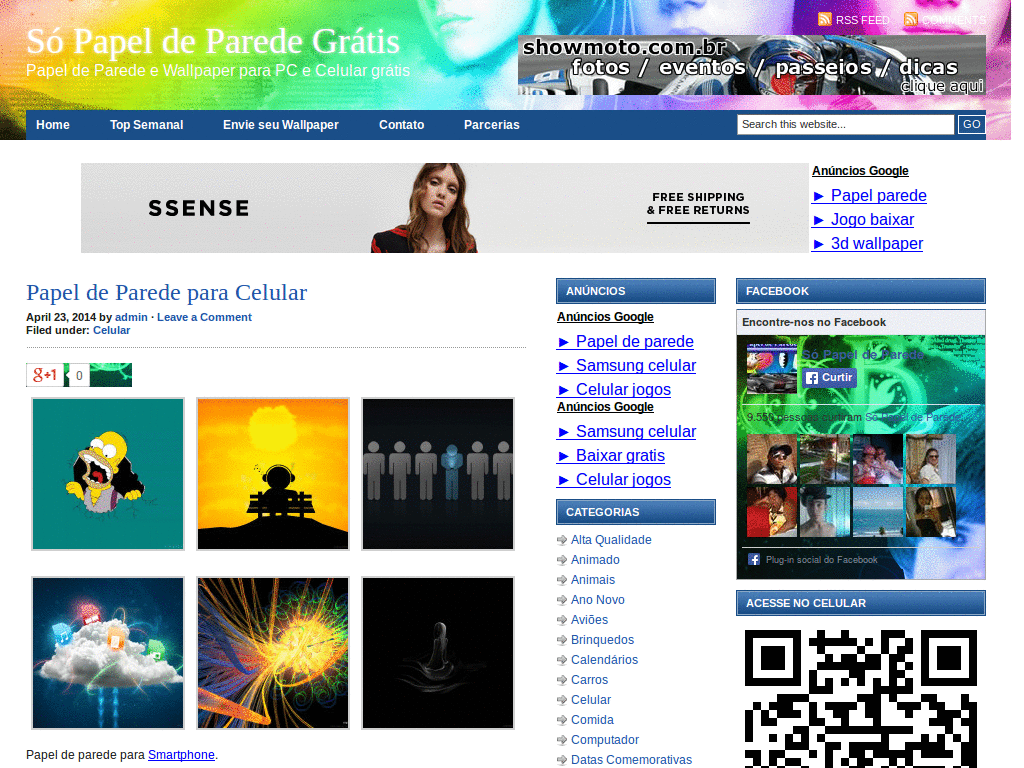 RSS FEED COMMENTS
Só Papel de Parede Grátis
Papel de Parede e Wallpaper para PC e Celular grátis
showmoto.com.br
fotos / eventos / passeios / dicas
clique aqui
Home Top Semanal Envie seu Wallpaper Contato Parcerias
Search this website... GO
SSENSE
FREE SHIPPING
& FREE RETURNS
Anúncios Google
► Papel parede
► Jogo baixar
► 3d wallpaper
Papel de Parede para Celular
April 23, 2014 by admin · Leave a Comment
Filed under: Celular
g+1 0
Papel de parede para Smartphone.
ANÚNCIOS
Anúncios Google
► Papel de parede
► Samsung celular
► Celular jogos
Anúncios Google
► Samsung celular
► Baixar gratis
► Celular jogos
CATEGORIAS
Alta Qualidade
Animado
Animais
Ano Novo
Aviões
Brinquedos
Calendários
Carros
Celular
Comida
Computador
Datas Comemorativas
FACEBOOK
Encontre-nos no Facebook
Só Papel de Parede
Curtir
pessoas curtiram Só Papel de Parede.
Plug-in social do Facebook
ACESSE NO CELULAR